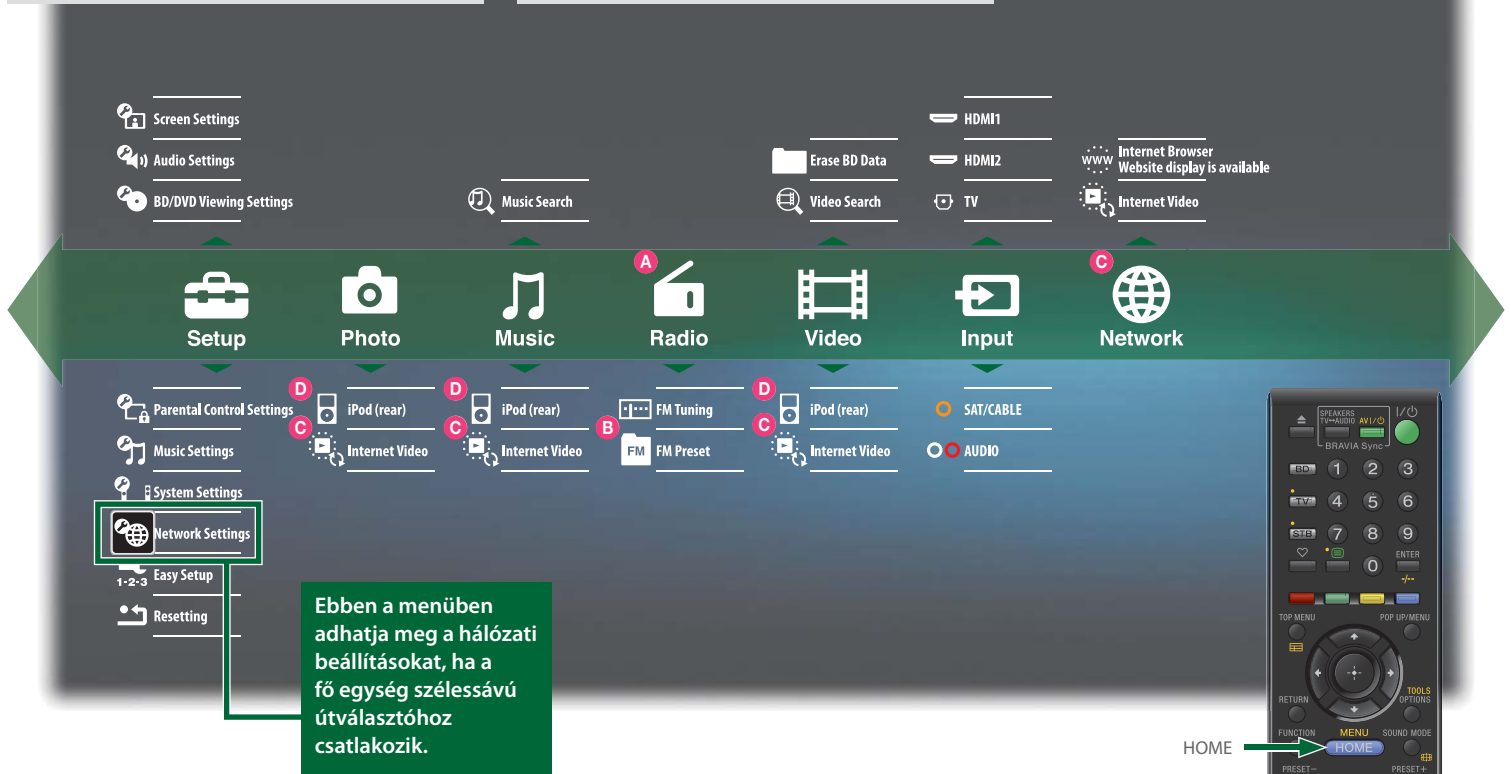 Screen Settings
Audio Settings
BD/DVD Viewing Settings
Music Search
Erase BD Data
Video Search
HDMI1
HDMI2
TV
www
Internet Browser
Website display is available
Internet Video
Setup
Photo
Music
A
Radio
Video
Input
C
Network
Parental Control Settings
Music Settings
System Settings
Network Settings
1-2-3
Easy Setup
Resetting
D
iPod (rear)
C
Internet Video
D
iPod (rear)
C
Internet Video
FM Tuning
B
FM
FM Preset
D
iPod (rear)
C
Internet Video
SAT/CABLE
AUDIO
Ebben a menüben
adhatja meg a hálózati
beállításokat, ha a
fő egység szélessávú
útválasztóhoz
csatlakozik.
SPEAKERS
TV↔AUDIO
AV I/⏻
I/⏻
BRAVIA Sync
BD
1
2
3
TV
4
5
6
STB
7
8
9
0
ENTER
-/--
TOP MENU
POP UP/MENU
RETURN
TOOLS
OPTIONS
FUNCTION
MENU
SOUND MODE
HOME
HOME
PRESET–
PRESET+